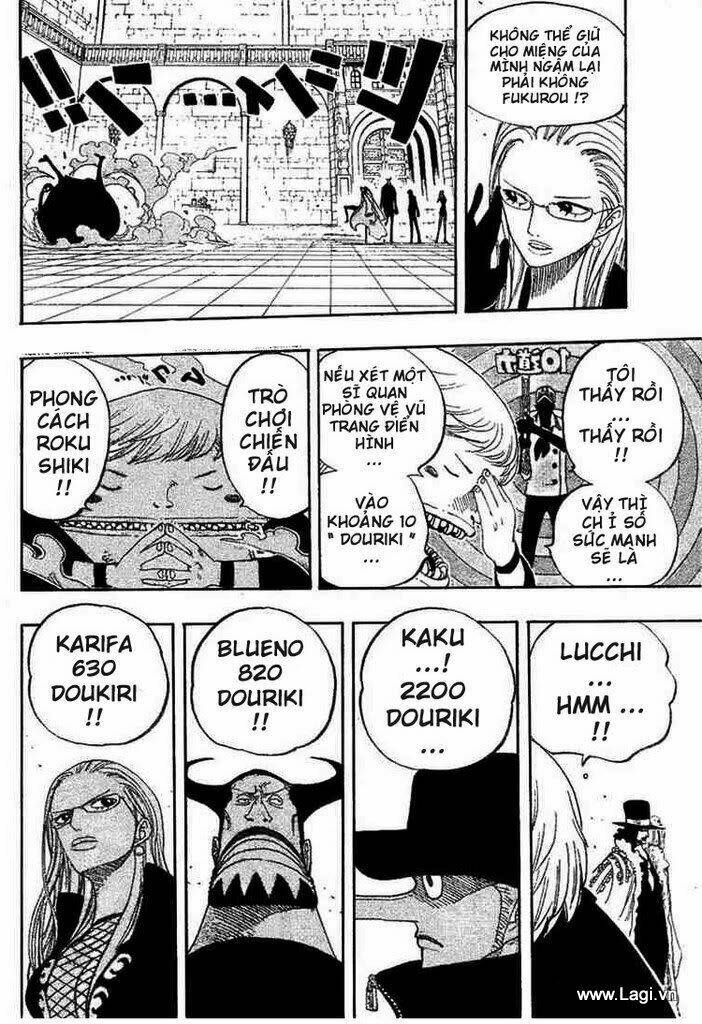 KHÔNG THỂ GIỮ
CHO MIỆNG CỦA
MÌNH NGẬM LẠI
PHẢI KHÔNG
FUKUROU !?
TÔI
THẤY RỒI
...
THẤY RỒI
!!
VẬY THÌ
CHỈ SỐ
SỨC MẠNH
SẼ LÀ
...
NẾU XÉT MỘT
SĨ QUAN
PHÒNG VỆ VŨ
TRANG ĐIỂN
HÌNH
...
VÀO
KHOẢNG 10
" DOURIKI "
...
TRÒ
CHƠI
CHIẾN
ĐẤU
!!
PHONG
CÁCH
ROKU
SHIKI
!!
LUCCHI
...
HMM ...
!!
KAKU
...!
2200
DOURIKI
...
BLUENO
820
DOURIKI
!!
KARIFA
630
DOUKIRI
!!
www.Lagi.vn